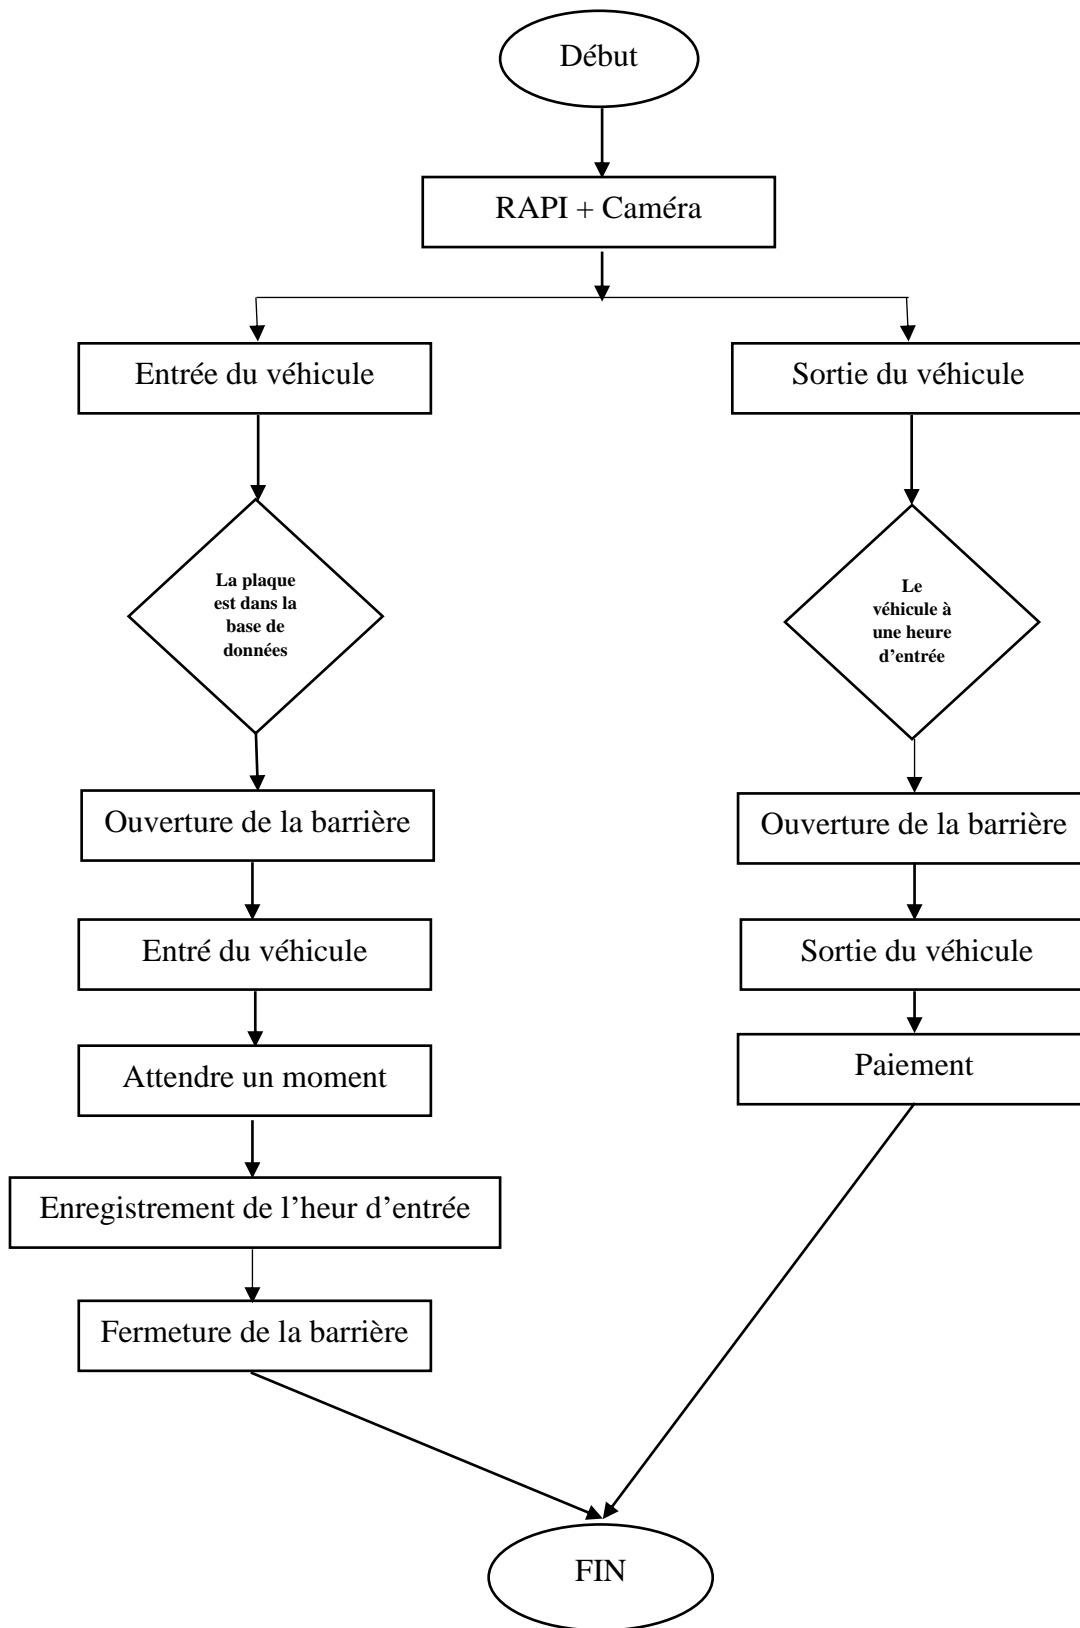 Début
RAPI + Caméra
Entrée du véhicule
Sortie du véhicule
La plaque
est dans la
base de
données
Le
véhicule à
une heure
d’entrée
Ouverture de la barrière
Ouverture de la barrière
Entré du véhicule
Sortie du véhicule
Attendre un moment
Paiement
Enregistrement de l’heur d’entrée
Fermeture de la barrière
FIN